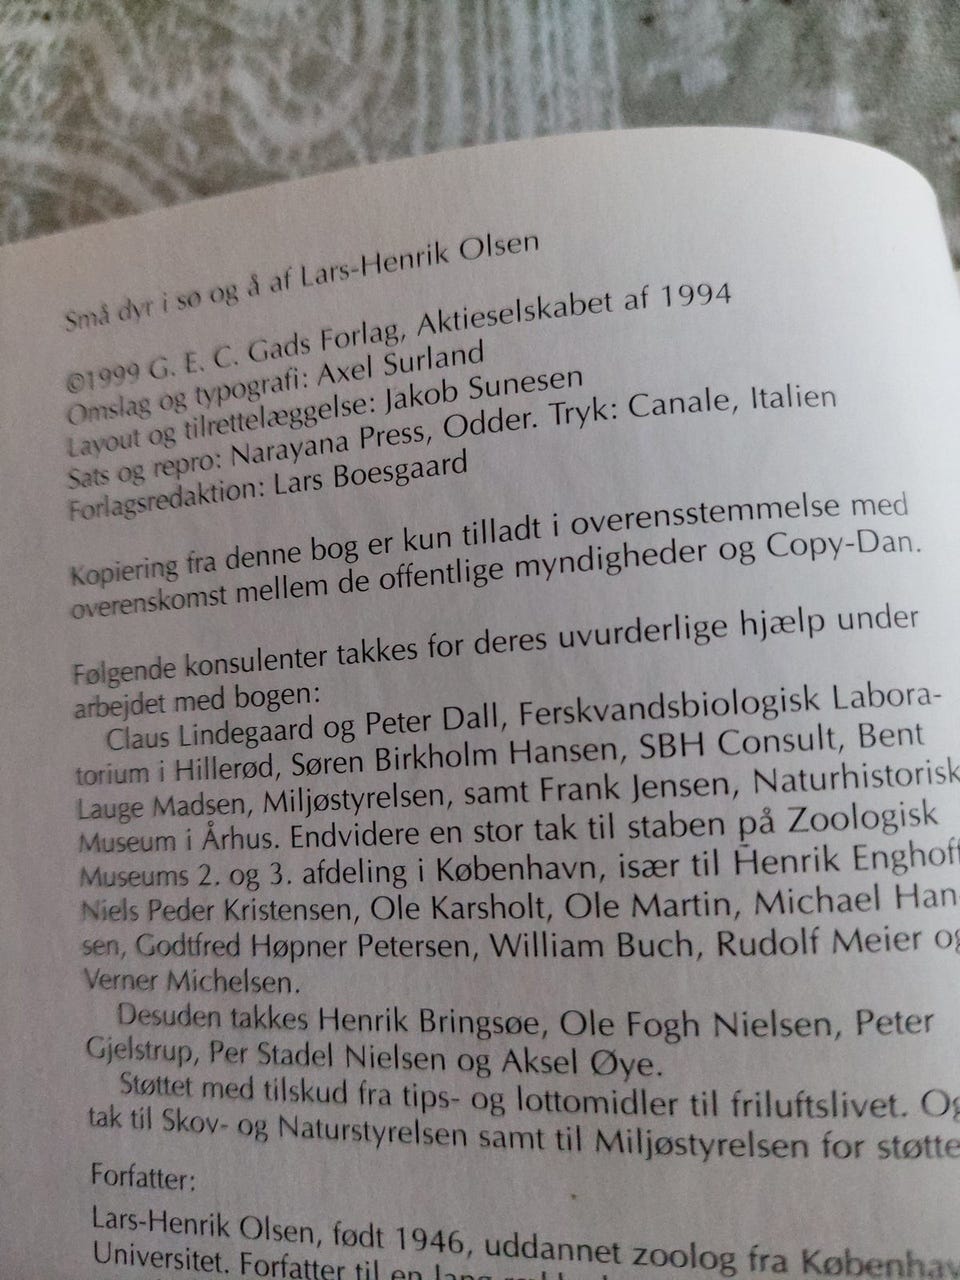 Små dyr i sø og å af Lars-Henrik Olsen
©1999 G. E. C. Gads Forlag, Aktieselskabet af 1994
Omslag og typografi: Axel Surland
Layout og tilrettelæggelse: Jakob Sunesen
Sats og repro: Narayana Press, Odder. Tryk: Canale, Italien
Forlagsredaktion: Lars Boesgaard
Kopiering fra denne bog er kun tilladt i overensstemmelse med
overenskomst mellem de offentlige myndigheder og Copy-Dan.
Følgende konsulenter takkes for deres uvurderlige hjælp under
arbejdet med bogen:
Claus Lindegaard og Peter Dall, Ferskvandsbiologisk Labora-
torium i Hillerød, Søren Birkholm Hansen, SBH Consult, Bent
Lauge Madsen, Miljøstyrelsen, samt Frank Jensen, Naturhistorisk
Museum i Århus. Endvidere en stor tak til staben på Zoologisk
Museums 2. og 3. afdeling i København, især til Henrik Enghoff
Niels Peder Kristensen, Ole Karsholt, Ole Martin, Michael Han-
sen, Godtfred Høpner Petersen, William Buch, Rudolf Meier og
Verner Michelsen.
Desuden takkes Henrik Bringsøe, Ole Fogh Nielsen, Peter
Gjelstrup, Per Stadel Nielsen og Aksel Øye.
Støttet med tilskud fra tips- og lottomidler til friluftslivet. Og
tak til Skov- og Naturstyrelsen samt til Miljøstyrelsen for støtte
Forfatter:
Lars-Henrik Olsen, født 1946, uddannet zoolog fra Københav
Universitet. Forfatter til en lang